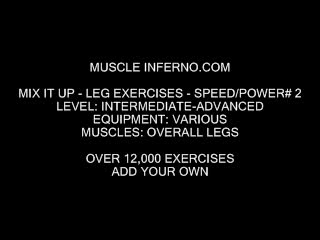 MUSCLE INFERNO.COM
MIX IT UP - LEG EXERCISES - SPEED/POWER# 2
LEVEL: INTERMEDIATE-ADVANCED
EQUIPMENT: VARIOUS
MUSCLES: OVERALL LEGS
OVER 12,000 EXERCISES
ADD YOUR OWN